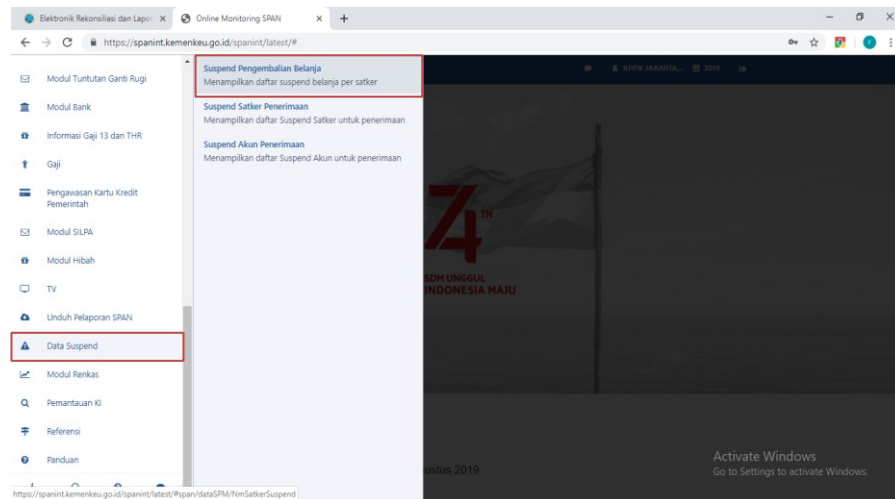 Elektronik Rekonsiliasi dan Lapor
Online Monitoring SPAN
https://spanint.kemenkeu.go.id/spanint/latest/#
KPPN JAKARTA... 2019
Modul Tuntutan Ganti Rugi
Modul Bank
Informasi Gaji 13 dan THR
Gaji
Pengawasan Kartu Kredit
Pemerintah
Modul SILPA
Modul Hibah
TV
Unduh Pelaporan SPAN
Data Suspend
Modul Renkas
Pemantauan KI
Referensi
Panduan
Suspend Pengembalian Belanja
Menampilkan daftar suspend belanja per satker
Suspend Satker Penerimaan
Menampilkan daftar Suspend Satker untuk penerimaan
Suspend Akun Penerimaan
Menampilkan daftar Suspend Akun untuk penerimaan
74TH
SDM UNGGUL
INDONESIA MAJU
ustus 2019
Activate Windows
Go to Settings to activate Windows.
https://spanint.kemenkeu.go.id/spanint/latest/#span/dataSPM/NmSatkerSuspend